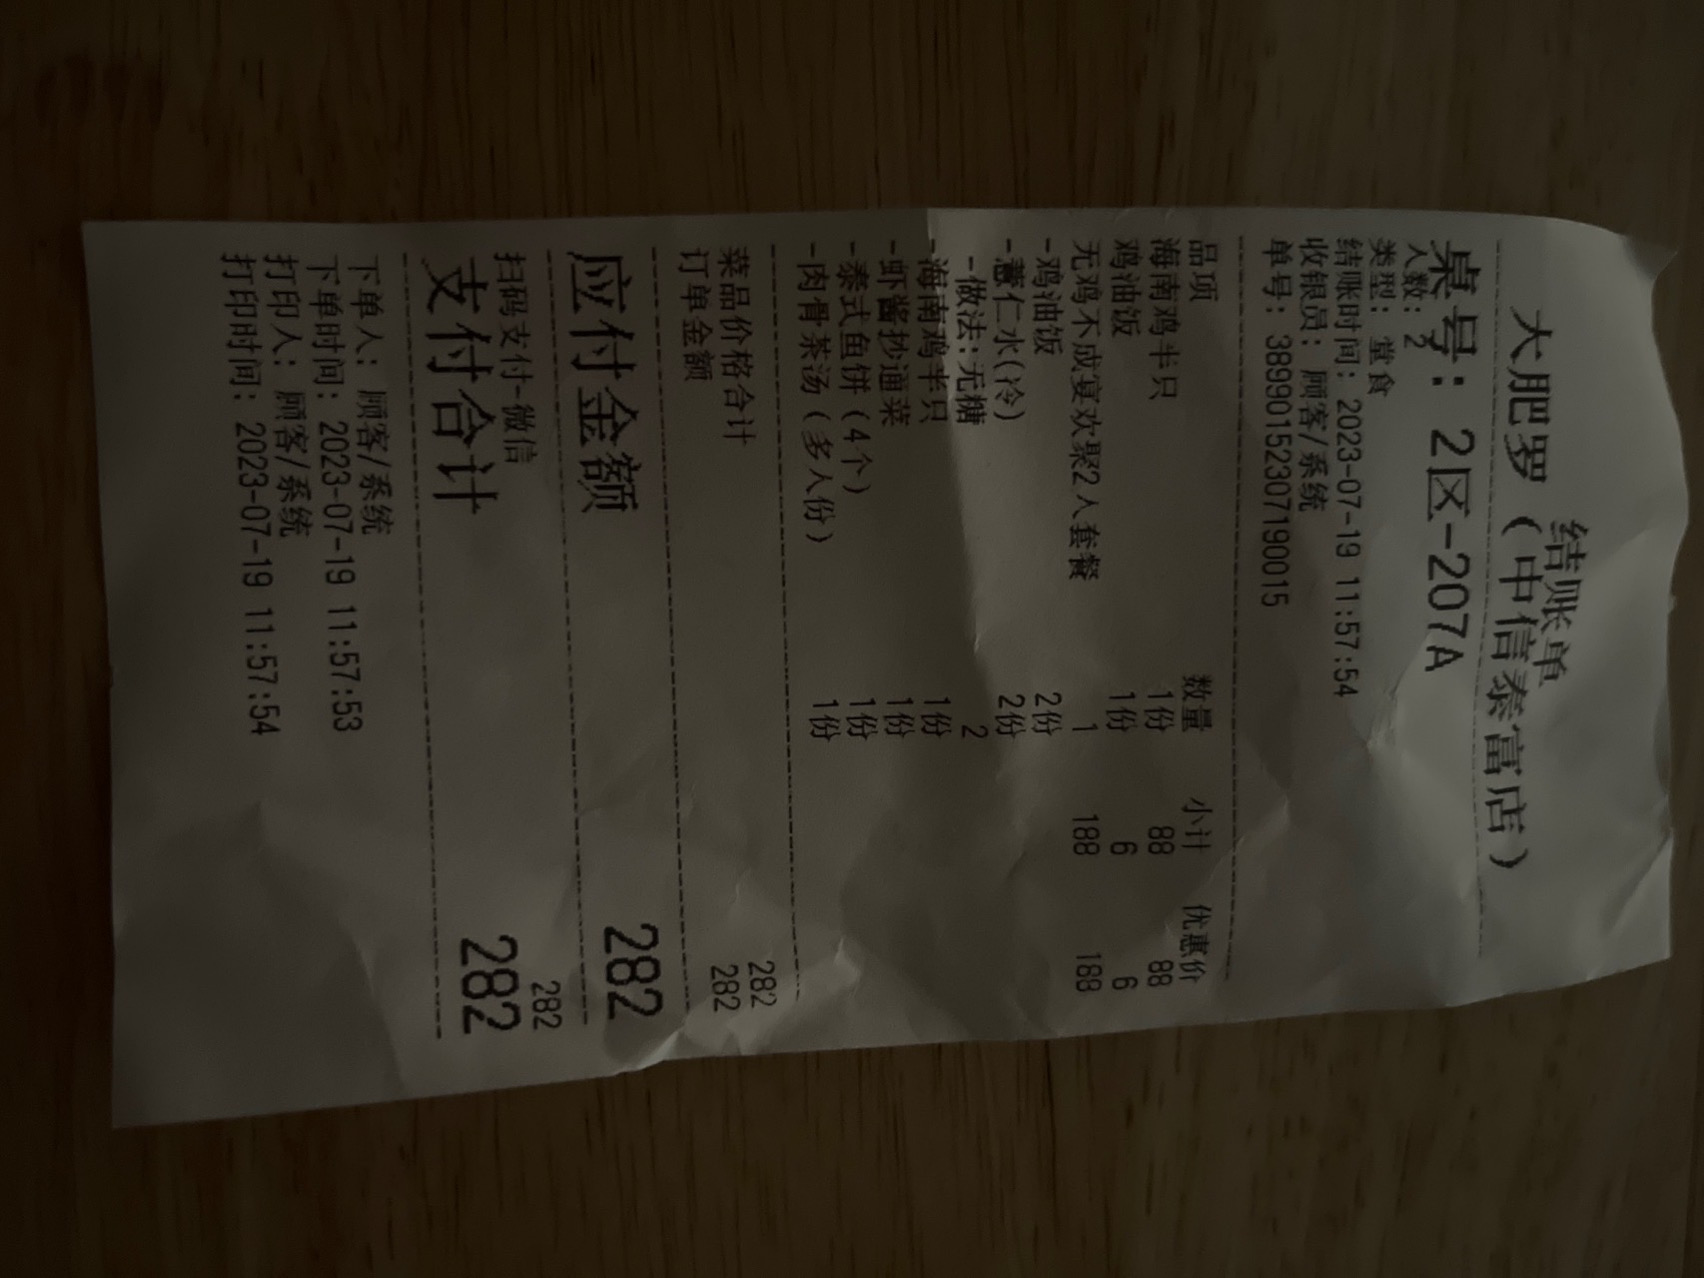 结账单
大肥罗（中信泰富店）
桌号：2区-207A
人数：2
类型：堂食
结账时间：2023-07-19 11:57:54
收银员：顾客/系统
单号：38990152307190015
品项 数量 小计 优惠价
海南鸡半只 1份 88 88
鸡油饭 1份 6 6
无鸡不成宴欢聚2人套餐 1 188 188
-鸡油饭 2份
-薏仁水(冷) 2份
-做法:无糖 2
-海南鸡半只 1份
-虾酱抄通菜 1份
-泰式鱼饼（4个） 1份
-肉骨茶汤（多人份） 1份
菜品价格合计 282
订单金额 282
应付金额 282
扫码支付-微信 282
支付合计 282
下单人：顾客/系统
下单时间：2023-07-19 11:57:53
打印人：顾客/系统
打印时间：2023-07-19 11:57:54